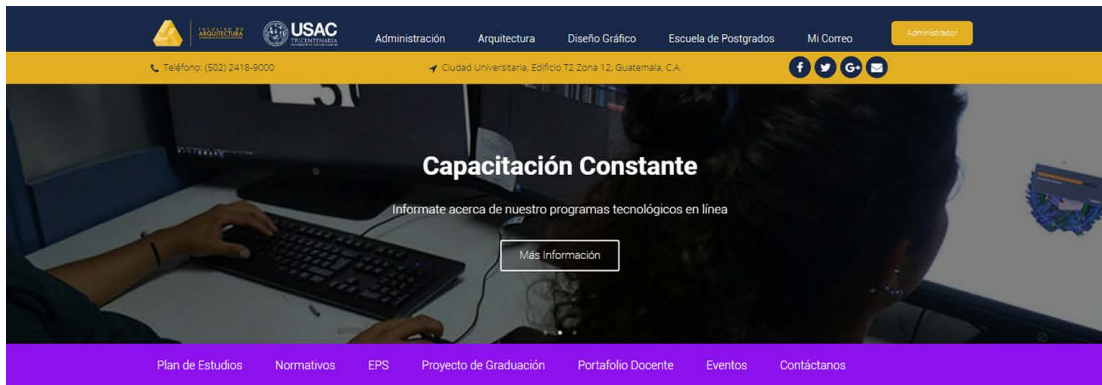 FACULTAD DE
ARQUITECTURA
USAC
TRICENTENARIA
Administración
Arquitectura
Diseño Gráfico
Escuela de Postgrados
Mi Correo
Administrador
Teléfono: (502) 2418-9000
Ciudad Universitaria, Edificio T2 Zona 12, Guatemala, C.A.
Capacitación Constante
Informate acerca de nuestro programas tecnológicos en línea
Más Información
Plan de Estudios
Normativos
EPS
Proyecto de Graduación
Portafolio Docente
Eventos
Contáctanos